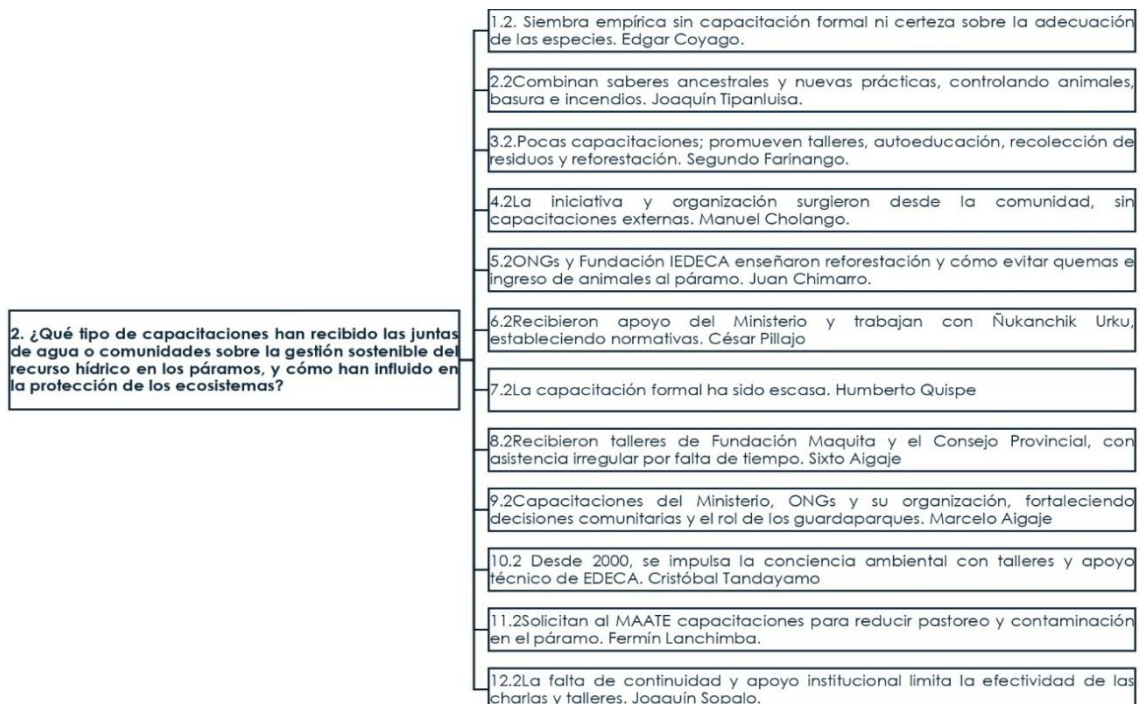 1.2. Siembra empírica sin capacitación formal ni certeza sobre la adecuación
de las especies. Edgar Coyago.
2.2Combinan saberes ancestrales y nuevas prácticas, controlando animales,
basura e incendios. Joaquín Tipanluisa.
3.2.Pocas capacitaciones; promueven talleres, autoeducación, recolección de
residuos y reforestación. Segundo Farinango.
4.2La iniciativa y organización surgieron desde la comunidad, sin
capacitaciones externas. Manuel Cholango.
5.2ONGs y Fundación IEDECA enseñaron reforestación y cómo evitar quemas e
ingreso de animales al páramo. Juan Chimarro.
2. ¿Qué tipo de capacitaciones han recibido las juntas
de agua o comunidades sobre la gestión sostenible del
recurso hídrico en los páramos, y cómo han influido en
la protección de los ecosistemas?
6.2Recibieron apoyo del Ministerio y trabajan con Ñukanchik Urku,
estableciendo normativas. César Pillajo
7.2La capacitación formal ha sido escasa. Humberto Quispe
8.2Recibieron talleres de Fundación Maquita y el Consejo Provincial, con
asistencia irregular por falta de tiempo. Sixto Aigaje
9.2Capacitaciones del Ministerio, ONGs y su organización, fortaleciendo
decisiones comunitarias y el rol de los guardaparques. Marcelo Aigaje
10.2 Desde 2000, se impulsa la conciencia ambiental con talleres y apoyo
técnico de EDECA. Cristóbal Tandayamo
11.2Solicitan al MAATE capacitaciones para reducir pastoreo y contaminación
en el páramo. Fermín Lanchimba.
12.2La falta de continuidad y apoyo institucional limita la efectividad de las
charlas y talleres. Joaquín Sopalo.